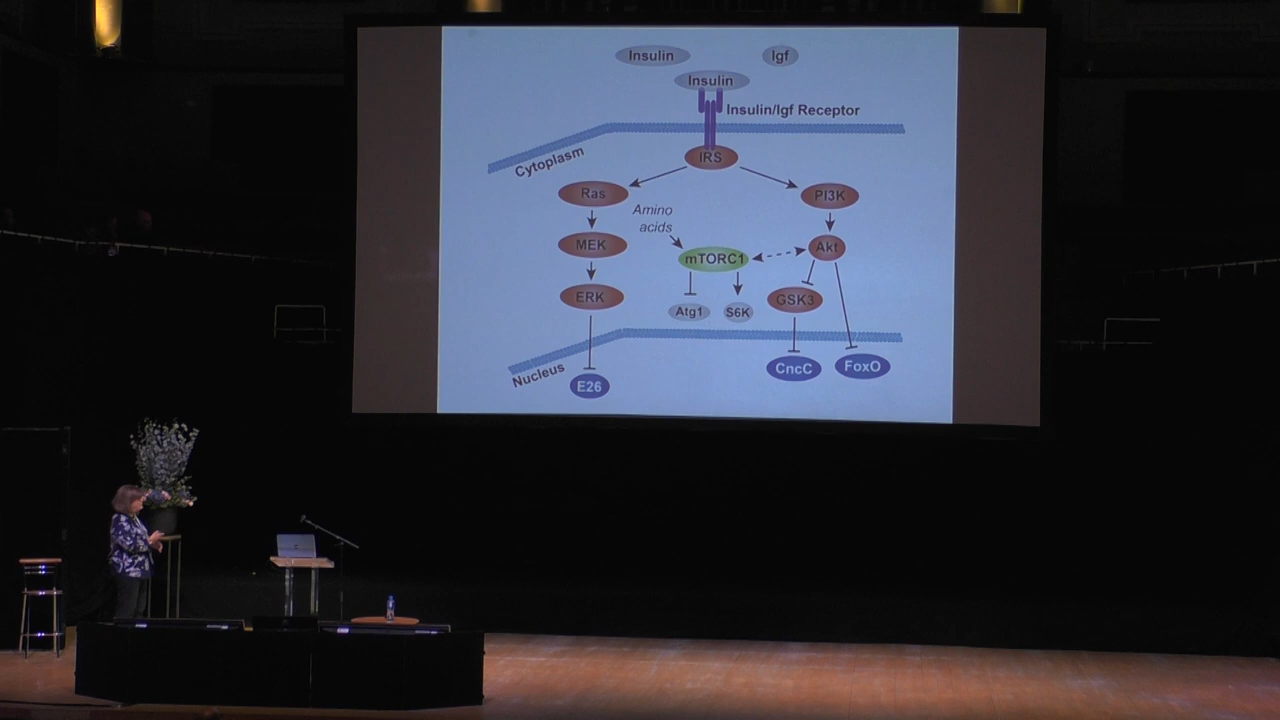 Insulin
Igf
Insulin
Insulin/Igf Receptor
Cytoplasm
IRS
Ras
PI3K
Amino
acids
MEK
Akt
mTORC1
ERK
GSK3
Atg1
S6K
Nucleus
E26
CncC
FoxO